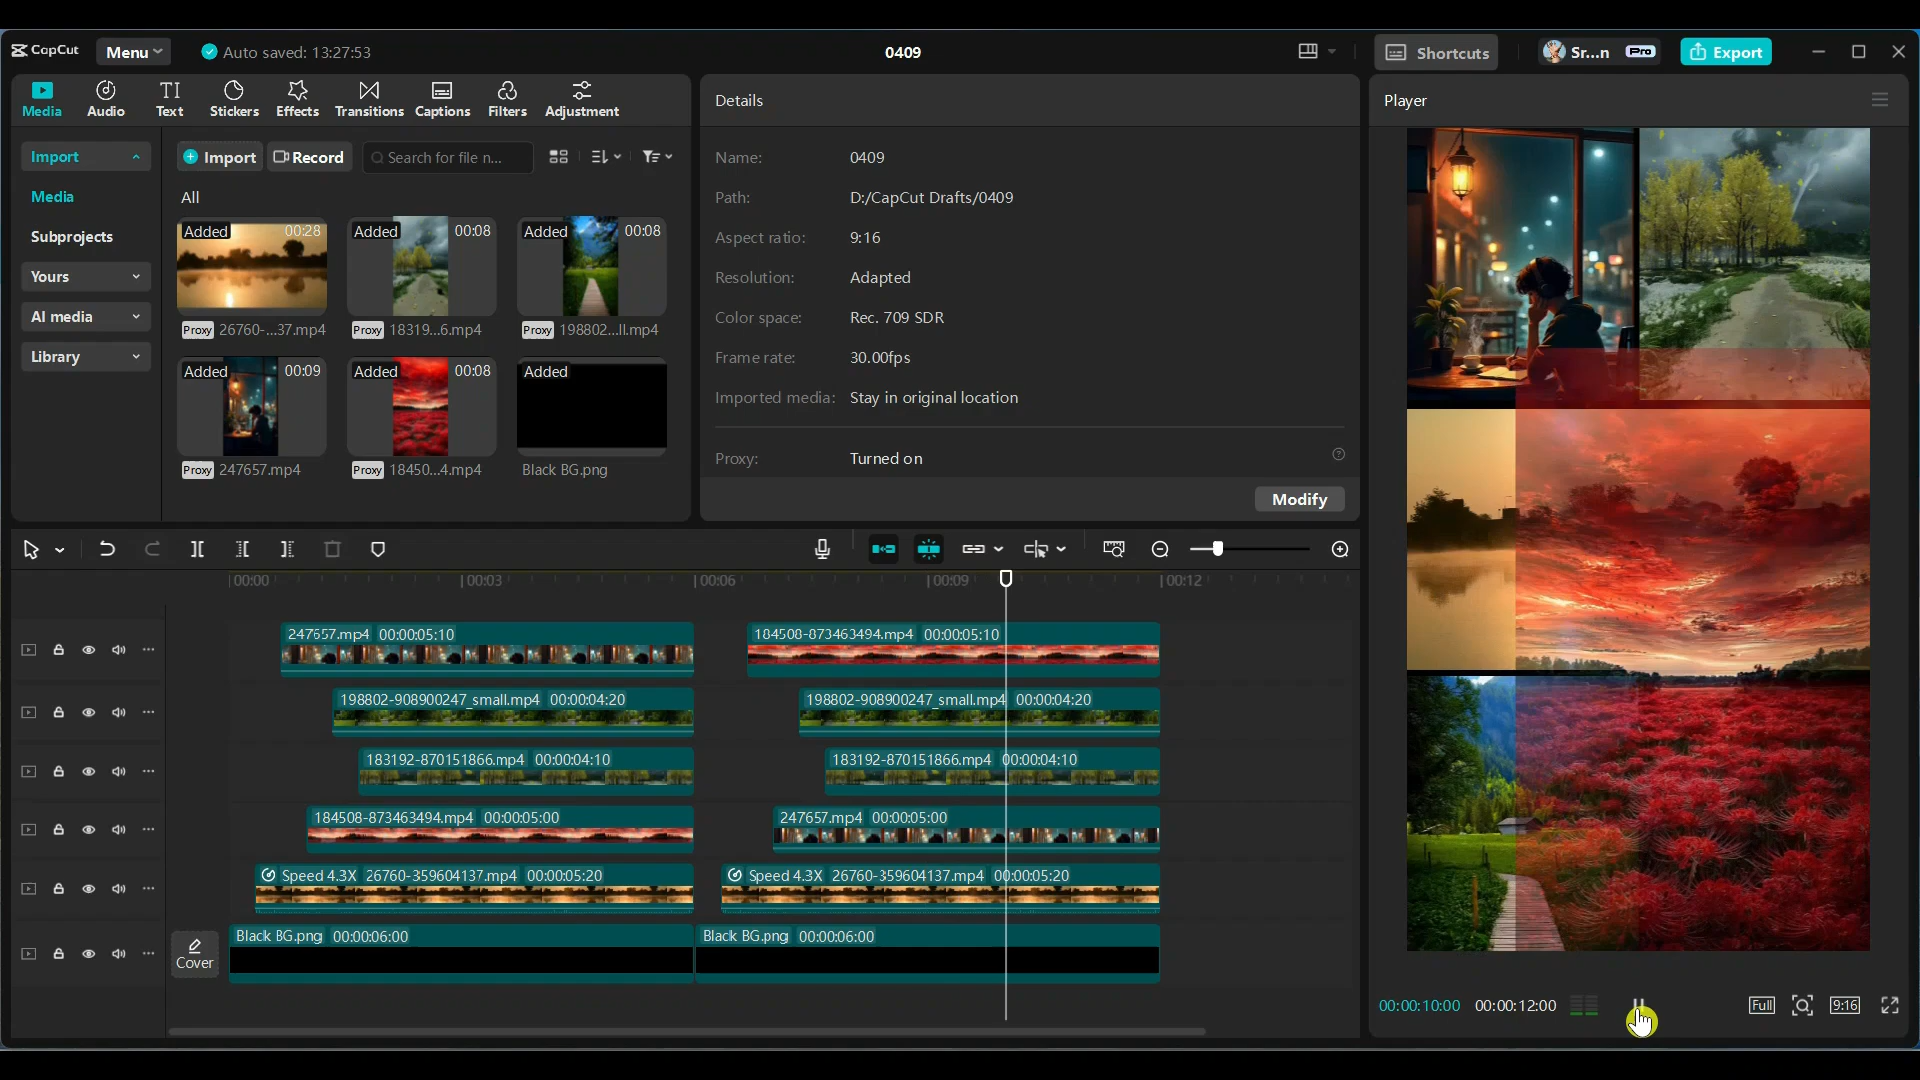 CapCut
Menu
Auto saved: 13:27:53
0409
Shortcuts
Sr...n
Pro
Export
Media
Audio
TI
Text
Stickers
Effects
Transitions
Captions
Filters
Adjustment
Import
Media
Subprojects
Yours
AI media
Library
Import
Record
Search for file n...
All
Added 00:28
Proxy 26760-...37.mp4
Added 00:08
Proxy 18319...6.mp4
Added 00:08
Proxy 198802...ll.mp4
Added 00:09
Proxy 247657.mp4
Added 00:08
Proxy 18450...4.mp4
Added
Black BG.png
Details
Name: 0409
Path: D:/CapCut Drafts/0409
Aspect ratio: 9:16
Resolution: Adapted
Color space: Rec. 709 SDR
Frame rate: 30.00fps
Imported media: Stay in original location
Proxy: Turned on
Modify
Player
00:00:10:00 00:00:12:00
Full
9:16
00:00 00:03 00:06 00:09 00:12
247657.mp4 00:00:05:10
184508-873463494.mp4 00:00:05:10
198802-908900247_small.mp4 00:00:04:20
198802-908900247_small.mp4 00:00:04:20
183192-870151866.mp4 00:00:04:10
183192-870151866.mp4 00:00:04:10
184508-873463494.mp4 00:00:05:00
247657.mp4 00:00:05:00
Speed 4.3X 26760-359604137.mp4 00:00:05:20
Speed 4.3X 26760-359604137.mp4 00:00:05:20
Cover
Black BG.png 00:00:06:00
Black BG.png 00:00:06:00